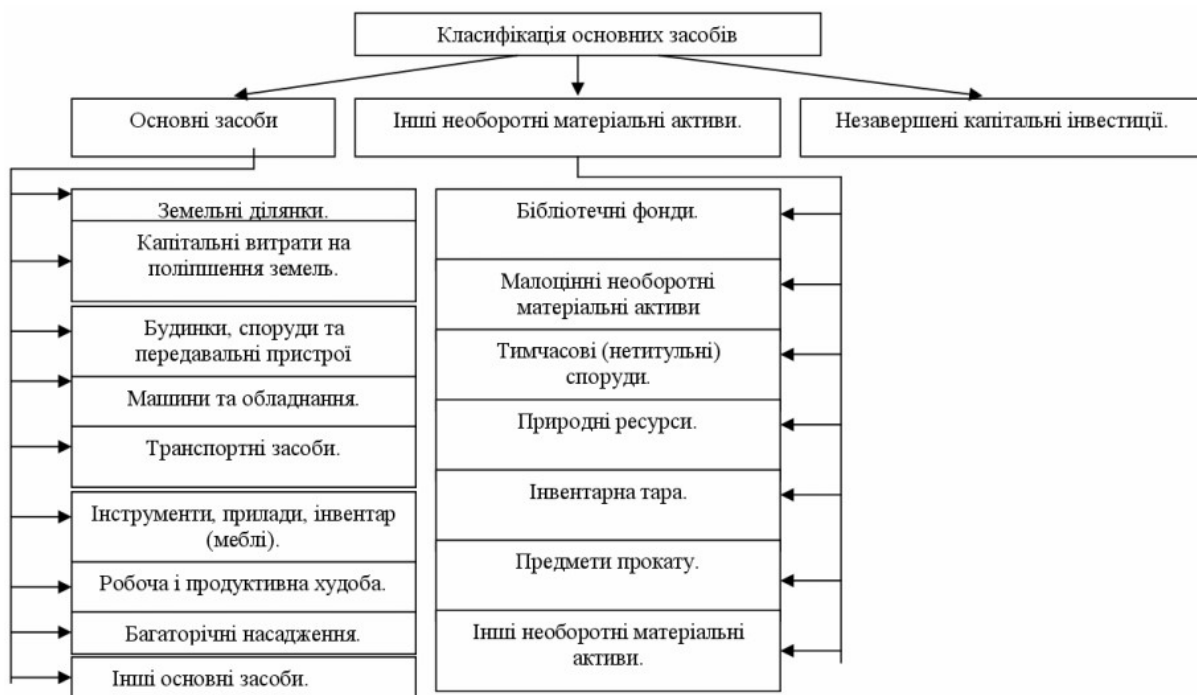 Класифікація основних засобів
Основні засоби
Інші необоротні матеріальні активи.
Незавершені капітальні інвестиції.
Земельні ділянки.
Капітальні витрати на
поліпшення земель.
Будинки, споруди та
передавальні пристрої
Машини та обладнання.
Транспортні засоби.
Інструменти, прилади, інвентар
(меблі).
Робоча і продуктивна худоба.
Багаторічні насадження.
Інші основні засоби.
Бібліотечні фонди.
Малоцінні необоротні
матеріальні активи
Тимчасові (нетитульні)
споруди.
Природні ресурси.
Інвентарна тара.
Предмети прокату.
Інші необоротні матеріальні
активи.